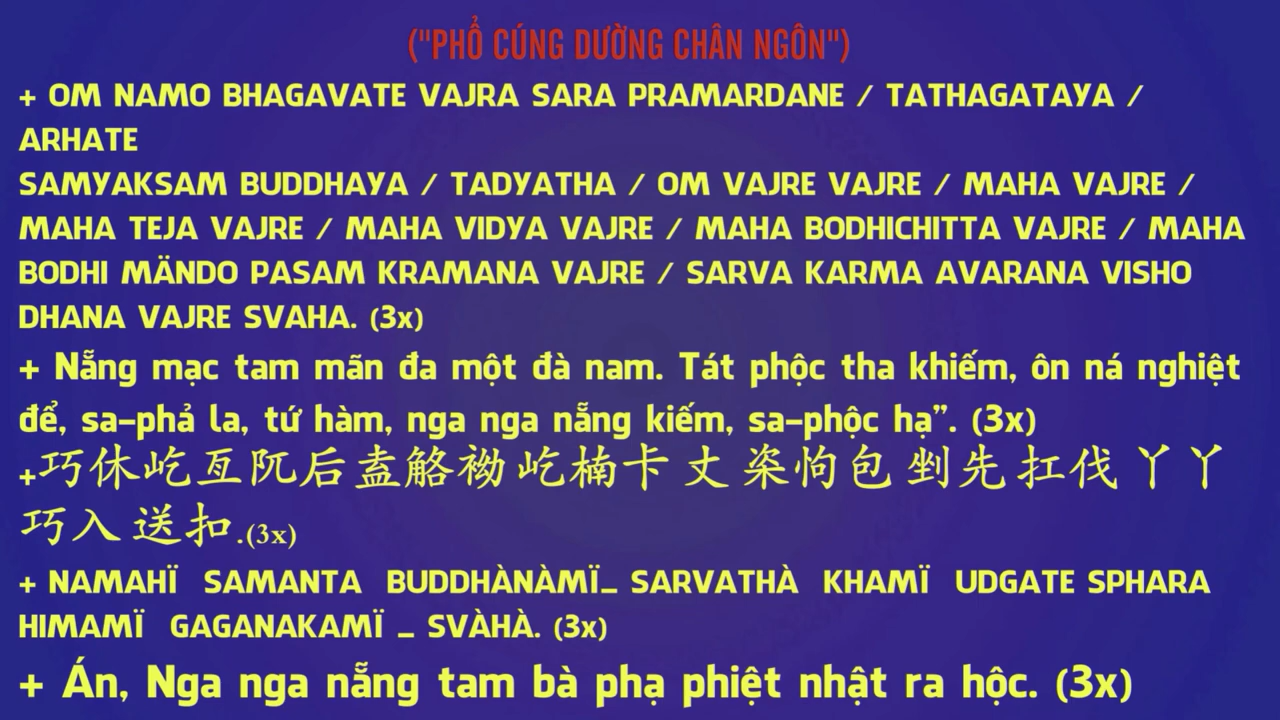 ("PHỔ CÚNG DƯỜNG CHÂN NGÔN")
+ OM NAMO BHAGAVATE VAJRA SARA PRAMARDANE / TATHAGATAYA /
ARHATE
SAMYAKSAM BUDDHAYA / TADYATHA / OM VAJRE VAJRE / MAHA VAJRE /
MAHA TEJA VAJRE / MAHA VIDYA VAJRE / MAHA BODHICHITTA VAJRE / MAHA
BODHI MÄNDO PASAM KRAMANA VAJRE / SARVA KARMA AVARANA VISHO
DHANA VAJRE SVAHA. (3x)
+ Nẵng mạc tam mãn đa một đà nam. Tát phộc tha khiếm, ôn ná nghiệt
để, sa-phả la, tứ hàm, nga nga nẵng kiếm, sa-phộc hạ”. (3x)
+巧休屹亙阢后盍觡袎屹楠卡丈 楶恦包 剉先扛伐丫丫
巧入送扣.(3x)
+ NAMAHÏ SAMANTA BUDDHÀNÀMÏ_ SARVATHÀ KHAMÏ UDGATE SPHARA
HIMAMÏ GAGANAKAMÏ _ SVÀHÀ. (3x)
+ Án, Nga nga nẵng tam bà phạ phiệt nhật ra hộc. (3x)